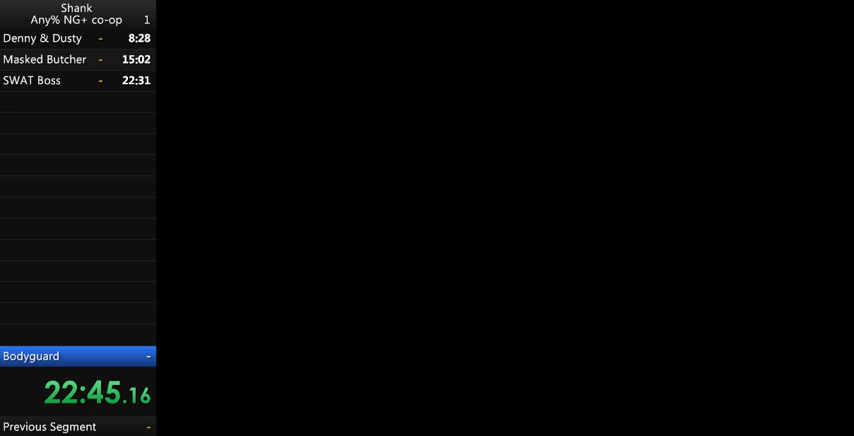 Shank
Any% NG+ co-op 1
Denny & Dusty - 8:28
Masked Butcher - 15:02
SWAT Boss - 22:31
Bodyguard -
22:45.16
Previous Segment -